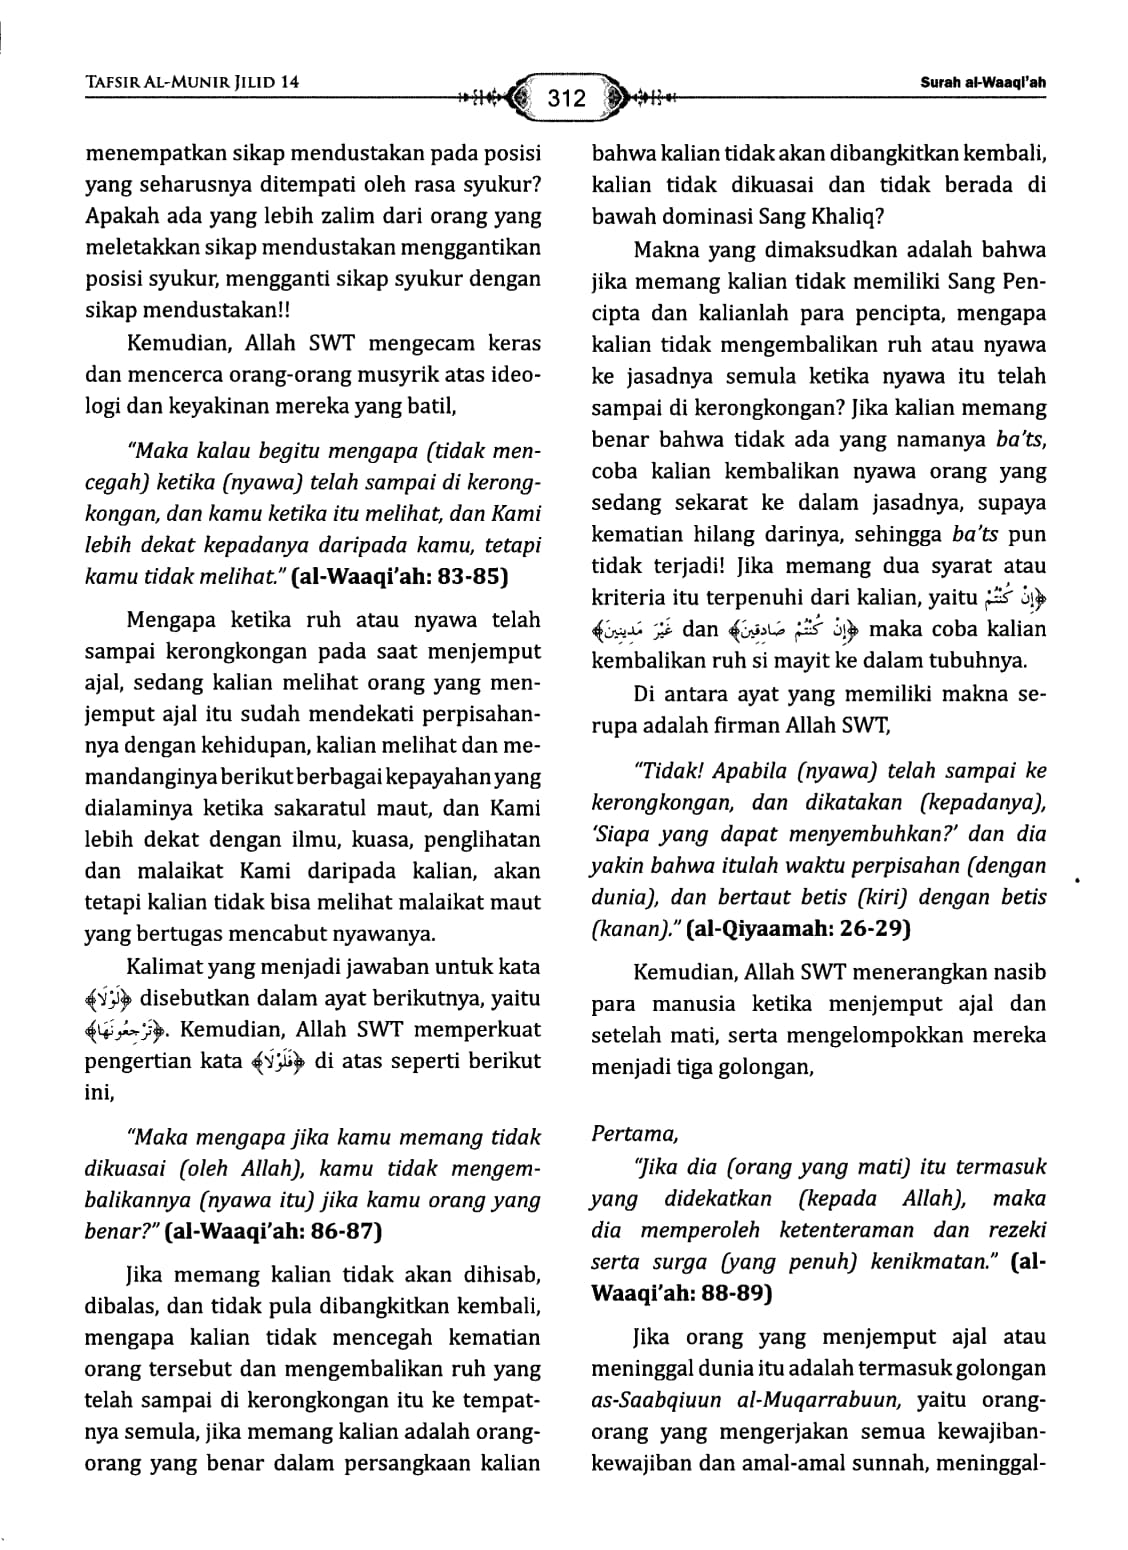 TAFSIR AL-MUNIR JILID 14
312
Surah al-Waaqi'ah
menempatkan sikap mendustakan pada posisi
yang seharusnya ditempati oleh rasa syukur?
Apakah ada yang lebih zalim dari orang yang
meletakkan sikap mendustakan menggantikan
posisi syukur, mengganti sikap syukur dengan
sikap mendustakan!!
Kemudian, Allah SWT mengecam keras
dan mencerca orang-orang musyrik atas ideo-
logi dan keyakinan mereka yang batil,
“Maka kalau begitu mengapa (tidak men-
cegah) ketika (nyawa) telah sampai di kerong-
kongan, dan kamu ketika itu melihat, dan Kami
lebih dekat kepadanya daripada kamu, tetapi
kamu tidak melihat.” (al-Waaqi’ah: 83-85)
Mengapa ketika ruh atau nyawa telah
sampai kerongkongan pada saat menjemput
ajal, sedang kalian melihat orang yang men-
jemput ajal itu sudah mendekati perpisahan-
nya dengan kehidupan, kalian melihat dan me-
mandanginya berikut berbagai kepayahan yang
dialaminya ketika sakaratul maut, dan Kami
lebih dekat dengan ilmu, kuasa, penglihatan
dan malaikat Kami daripada kalian, akan
tetapi kalian tidak bisa melihat malaikat maut
yang bertugas mencabut nyawanya.
Kalimat yang menjadi jawaban untuk kata
﴿لَوْلَا﴾ disebutkan dalam ayat berikutnya, yaitu
﴿تَرْجِعُونَهَا﴾. Kemudian, Allah SWT memperkuat
pengertian kata ﴿فَلَوْلَا﴾ di atas seperti berikut
ini,
“Maka mengapa jika kamu memang tidak
dikuasai (oleh Allah), kamu tidak mengem-
balikannya (nyawa itu) jika kamu orang yang
benar?” (al-Waaqi’ah: 86-87)
Jika memang kalian tidak akan dihisab,
dibalas, dan tidak pula dibangkitkan kembali,
mengapa kalian tidak mencegah kematian
orang tersebut dan mengembalikan ruh yang
telah sampai di kerongkongan itu ke tempat-
nya semula, jika memang kalian adalah orang-
orang yang benar dalam persangkaan kalian
bahwa kalian tidak akan dibangkitkan kembali,
kalian tidak dikuasai dan tidak berada di
bawah dominasi Sang Khaliq?
Makna yang dimaksudkan adalah bahwa
jika memang kalian tidak memiliki Sang Pen-
cipta dan kalianlah para pencipta, mengapa
kalian tidak mengembalikan ruh atau nyawa
ke jasadnya semula ketika nyawa itu telah
sampai di kerongkongan? Jika kalian memang
benar bahwa tidak ada yang namanya ba’ts,
coba kalian kembalikan nyawa orang yang
sedang sekarat ke dalam jasadnya, supaya
kematian hilang darinya, sehingga ba’ts pun
tidak terjadi! Jika memang dua syarat atau
kriteria itu terpenuhi dari kalian, yaitu ﴿إِنْ كُنْتُمْ
غَيْرَ مَدِينِينَ﴾ dan ﴿إِنْ كُنْتُمْ صَادِقِينَ﴾ maka coba kalian
kembalikan ruh si mayit ke dalam tubuhnya.
Di antara ayat yang memiliki makna se-
rupa adalah firman Allah SWT,
“Tidak! Apabila (nyawa) telah sampai ke
kerongkongan, dan dikatakan (kepadanya),
‘Siapa yang dapat menyembuhkan?’ dan dia
yakin bahwa itulah waktu perpisahan (dengan
dunia), dan bertaut betis (kiri) dengan betis
(kanan).” (al-Qiyaamah: 26-29)
Kemudian, Allah SWT menerangkan nasib
para manusia ketika menjemput ajal dan
setelah mati, serta mengelompokkan mereka
menjadi tiga golongan,
Pertama,
“Jika dia (orang yang mati) itu termasuk
yang didekatkan (kepada Allah), maka
dia memperoleh ketenteraman dan rezeki
serta surga (yang penuh) kenikmatan.” (al-
Waaqi’ah: 88-89)
Jika orang yang menjemput ajal atau
meninggal dunia itu adalah termasuk golongan
as-Saabqiuun al-Muqarrabuun, yaitu orang-
orang yang mengerjakan semua kewajiban-
kewajiban dan amal-amal sunnah, meninggal-